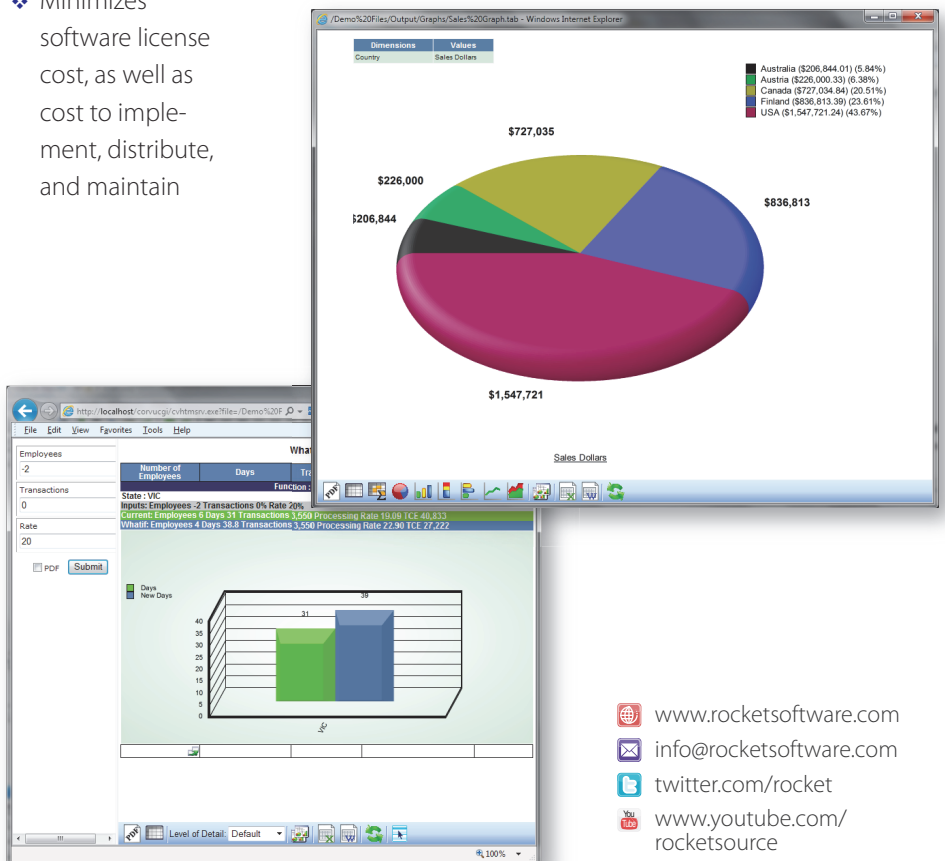 Minimizes
software license
cost, as well as
cost to imple-
ment, distribute,
and maintain
/Demo%20Files/Output/Graphs/Sales%20Graph.tab - Windows Internet Explorer
Dimensions Values
Country Sales Dollars
Australia ($206,844.01) (5.84%)
Austria ($226,000.33) (6.38%)
Canada ($727,034.84) (20.51%)
Finland ($836,813.39) (23.61%)
USA ($1,547,721.24) (43.67%)
$727,035
$226,000
$836,813
$206,844
$1,547,721
Sales Dollars
PDF
http://localhost/corvucgi/cvhtmsrv.exe?file=/Demo%20F
File Edit View Favorites Tools Help
Employees
-2
Transactions
0
Rate
20
PDF Submit
What
Number of Employees Days Tra
Function :
State : VIC
Inputs: Employees -2 Transactions 0% Rate 20%
Current: Employees 6 Days 31 Transactions 3,550 Processing Rate 19.09 TCE 40,833
Whatif: Employees 4 Days 38.8 Transactions 3,550 Processing Rate 22.90 TCE 27,222
Days
New Days
39
31
40
35
30
25
20
15
10
5
0
VIC
PDF Level of Detail: Default
100%
www.rocketsoftware.com
info@rocketsoftware.com
twitter.com/rocket
You Tube
www.youtube.com/
rocketsource